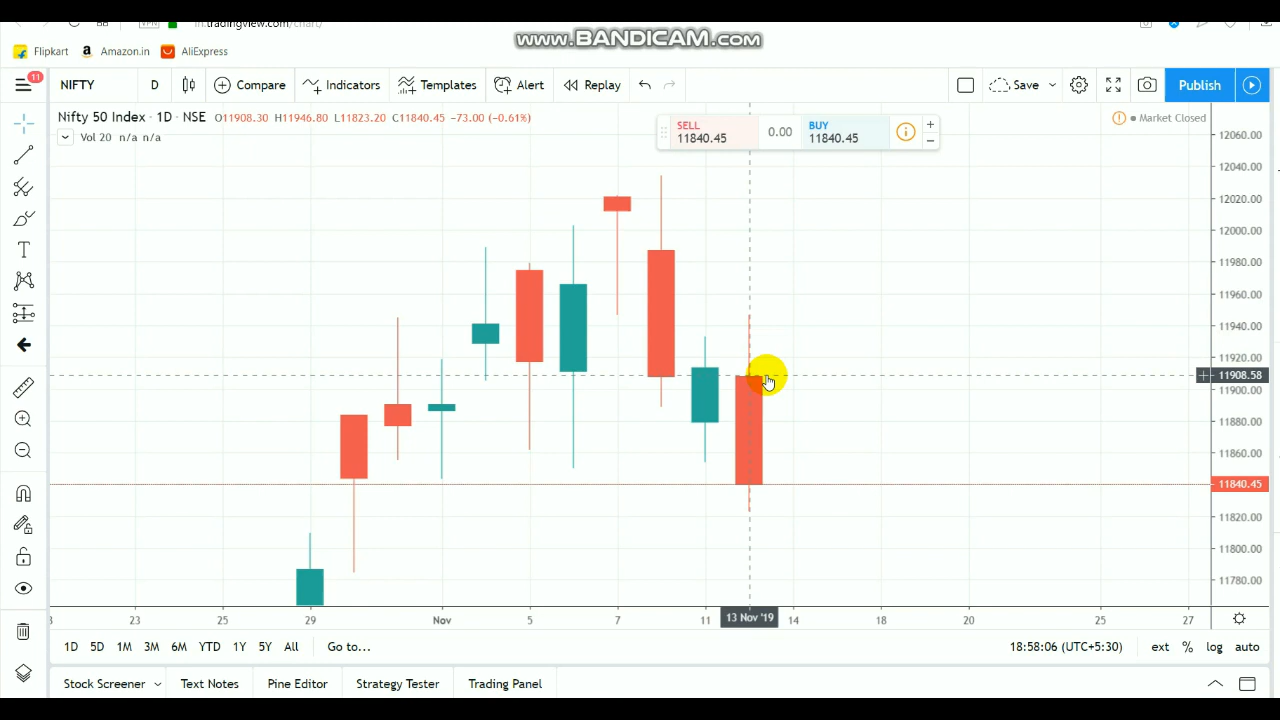 in.tradingview.com/chart/
www.BANDICAM.com
Flipkart Amazon.in AliExpress
11
NIFTY D Compare Indicators Templates Alert Replay Save Publish
Nifty 50 Index · 1D · NSE O11908.30 H11946.80 L11823.20 C11840.45 −73.00 (−0.61%)
Market Closed
Vol 20 n/a n/a
SELL 11840.45 0.00 BUY 11840.45
12060.00
12040.00
12020.00
12000.00
11980.00
11960.00
11940.00
11920.00
11908.58
11900.00
11880.00
11860.00
11840.45
11820.00
11800.00
11780.00
23 25 29 Nov 5 7 11 13 Nov '19 14 18 20 25 27
1D 5D 1M 3M 6M YTD 1Y 5Y All Go to... 18:58:06 (UTC+5:30) ext % log auto
Stock Screener Text Notes Pine Editor Strategy Tester Trading Panel